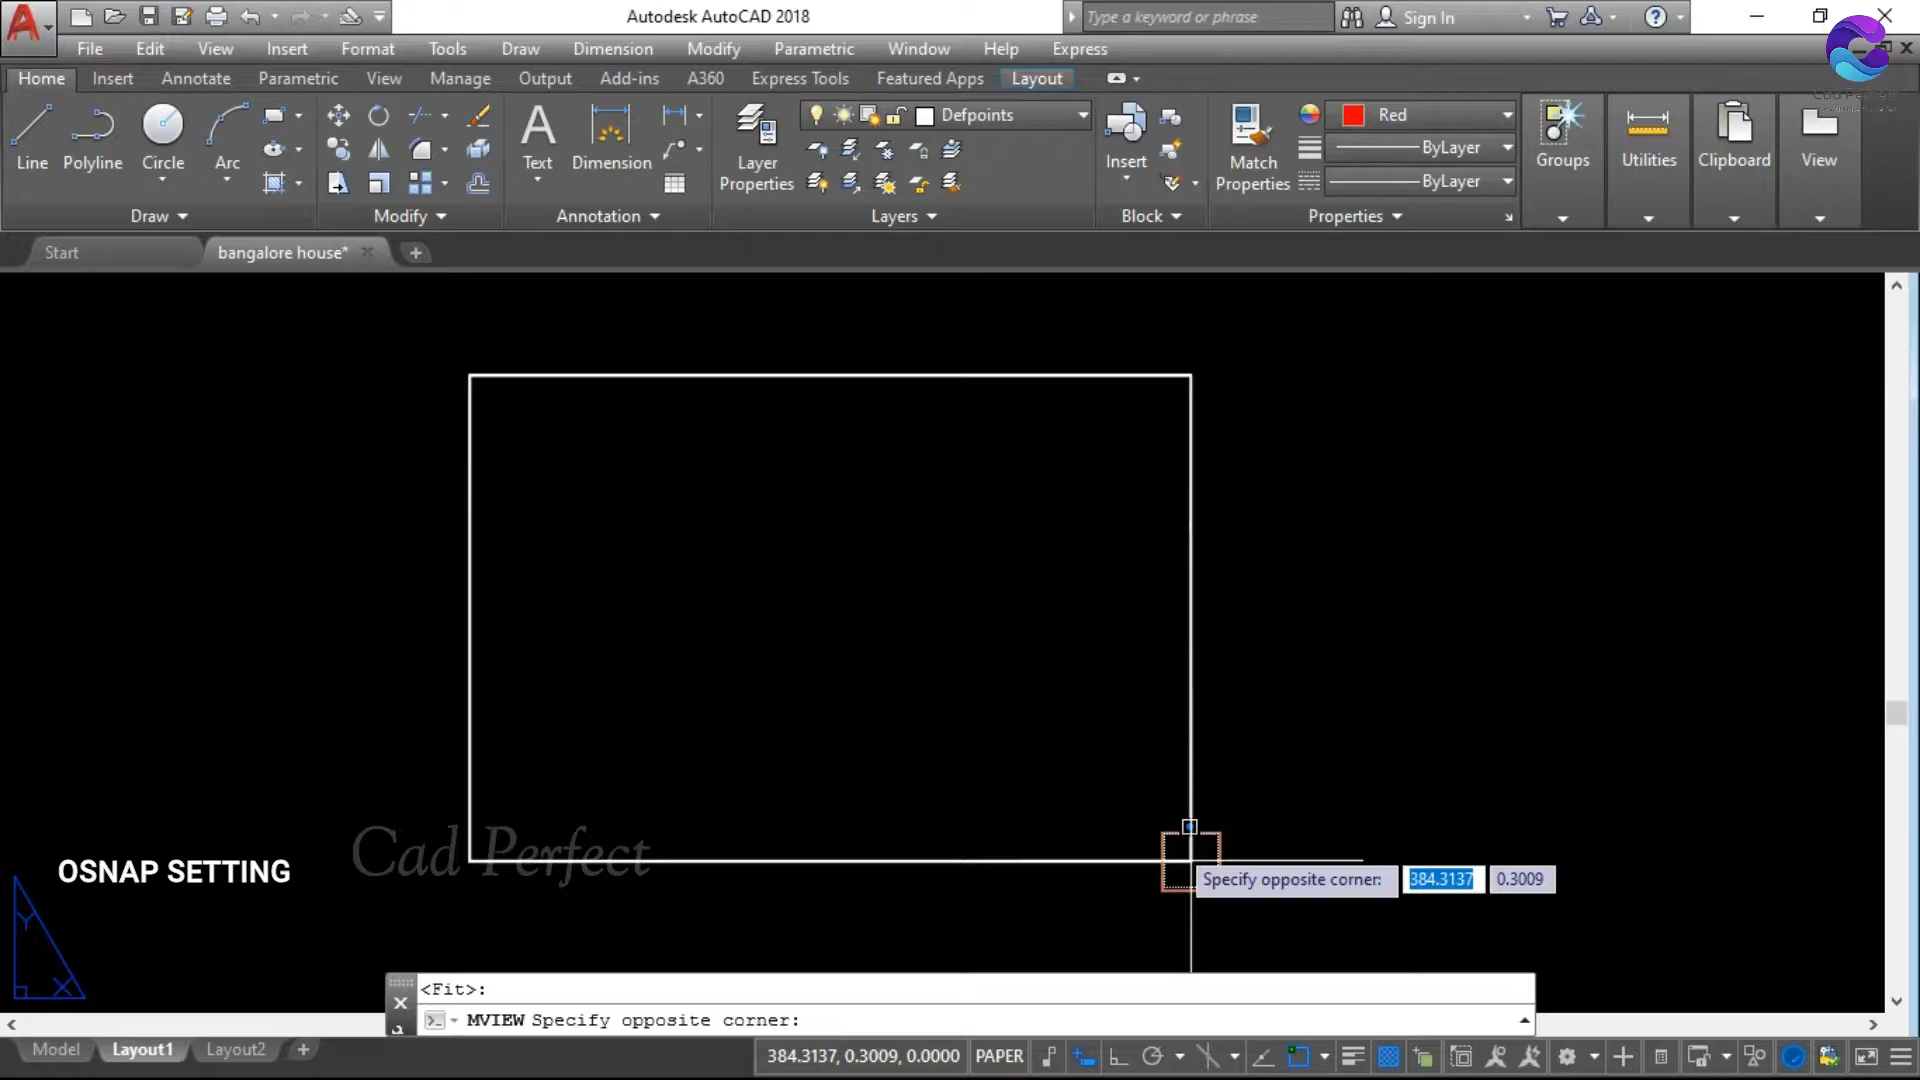 Autodesk AutoCAD 2018
Type a keyword or phrase
Sign In
File Edit View Insert Format Tools Draw Dimension Modify Parametric Window Help Express
Home Insert Annotate Parametric View Manage Output Add-ins A360 Express Tools Featured Apps Layout
Line Polyline Circle Arc
Text Dimension
Layer Properties
Defpoints
Insert
Match Properties
Red
ByLayer
ByLayer
Groups Utilities Clipboard View
Draw Modify Annotation Layers Block Properties
Start bangalore house*
Cad Perfect
OSNAP SETTING
Y
X
Specify opposite corner: 384.3137 0.3009
<Fit>:
MVIEW Specify opposite corner:
Model Layout1 Layout2
384.3137, 0.3009, 0.0000 PAPER